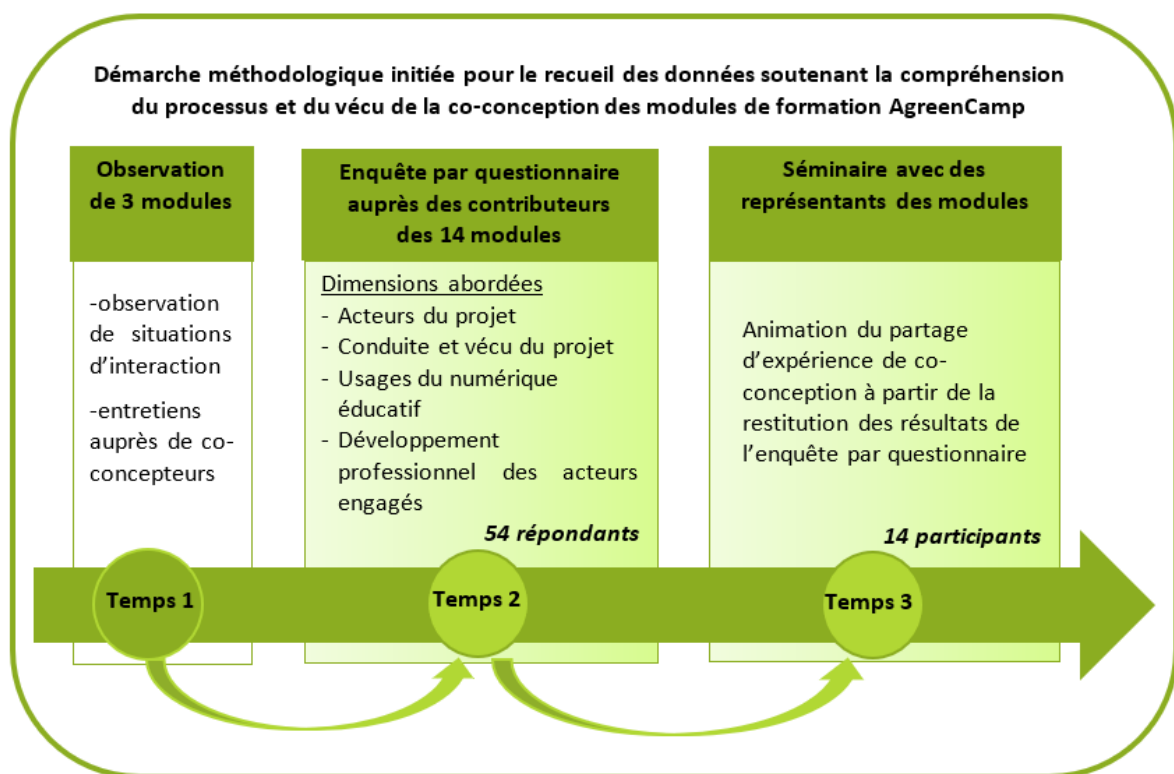 Démarche méthodologique initiée pour le recueil des données soutenant la compréhension
du processus et du vécu de la co-conception des modules de formation AgreenCamp
Observation
de 3 modules
-observation
de situations
d'interaction
-entretiens
auprès de co-
concepteurs
Enquête par questionnaire
auprès des contributeurs
des 14 modules
Dimensions abordées
- Acteurs du projet
- Conduite et vécu du projet
- Usages du numérique
éducatif
- Développement
professionnel des acteurs
engagés
54 répondants
Séminaire avec des
représentants des modules
Animation du partage
d'expérience de co-
conception à partir de la
restitution des résultats de
l'enquête par questionnaire
14 participants
Temps 1
Temps 2
Temps 3